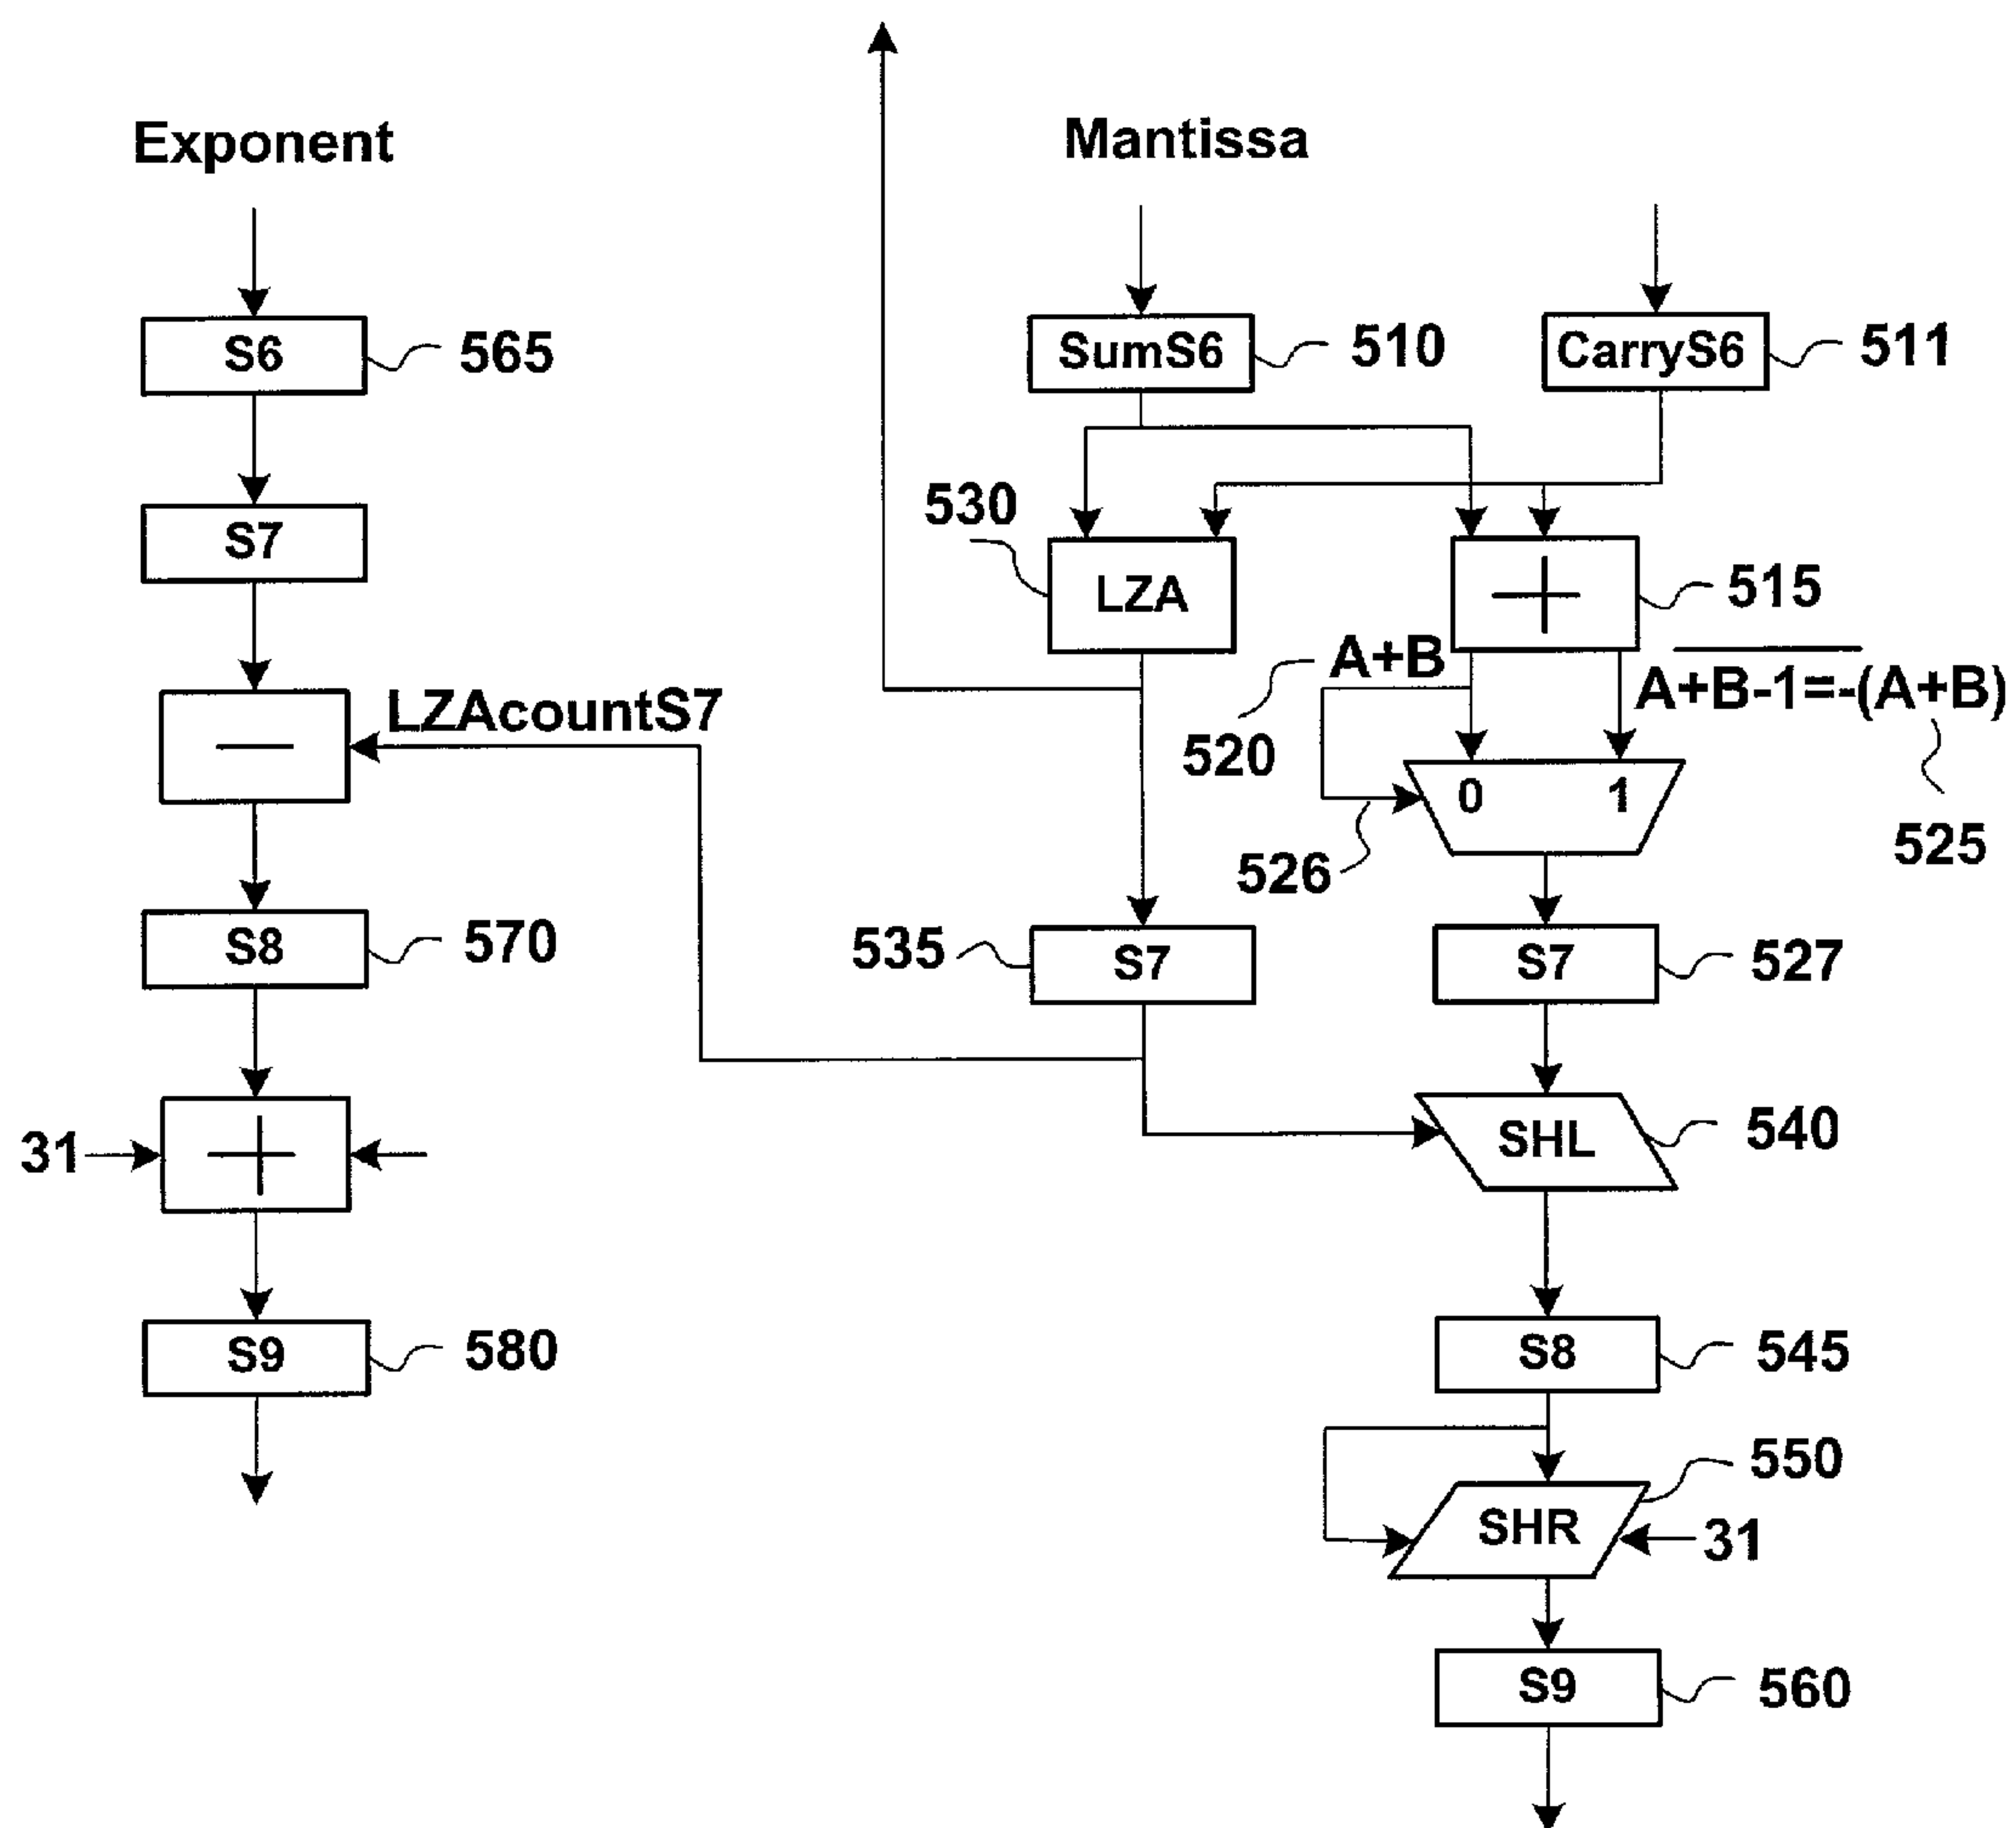 Exponent
Mantissa
S6
565
SumS6
510
CarryS6
511
S7
530
LZA
515
A+B
A+B-1=-(A+B)
LZAcountS7
520
0
1
526
525
S8
570
535
S7
S7
527
31
SHL
540
S9
580
S8
545
550
SHR
31
S9
560